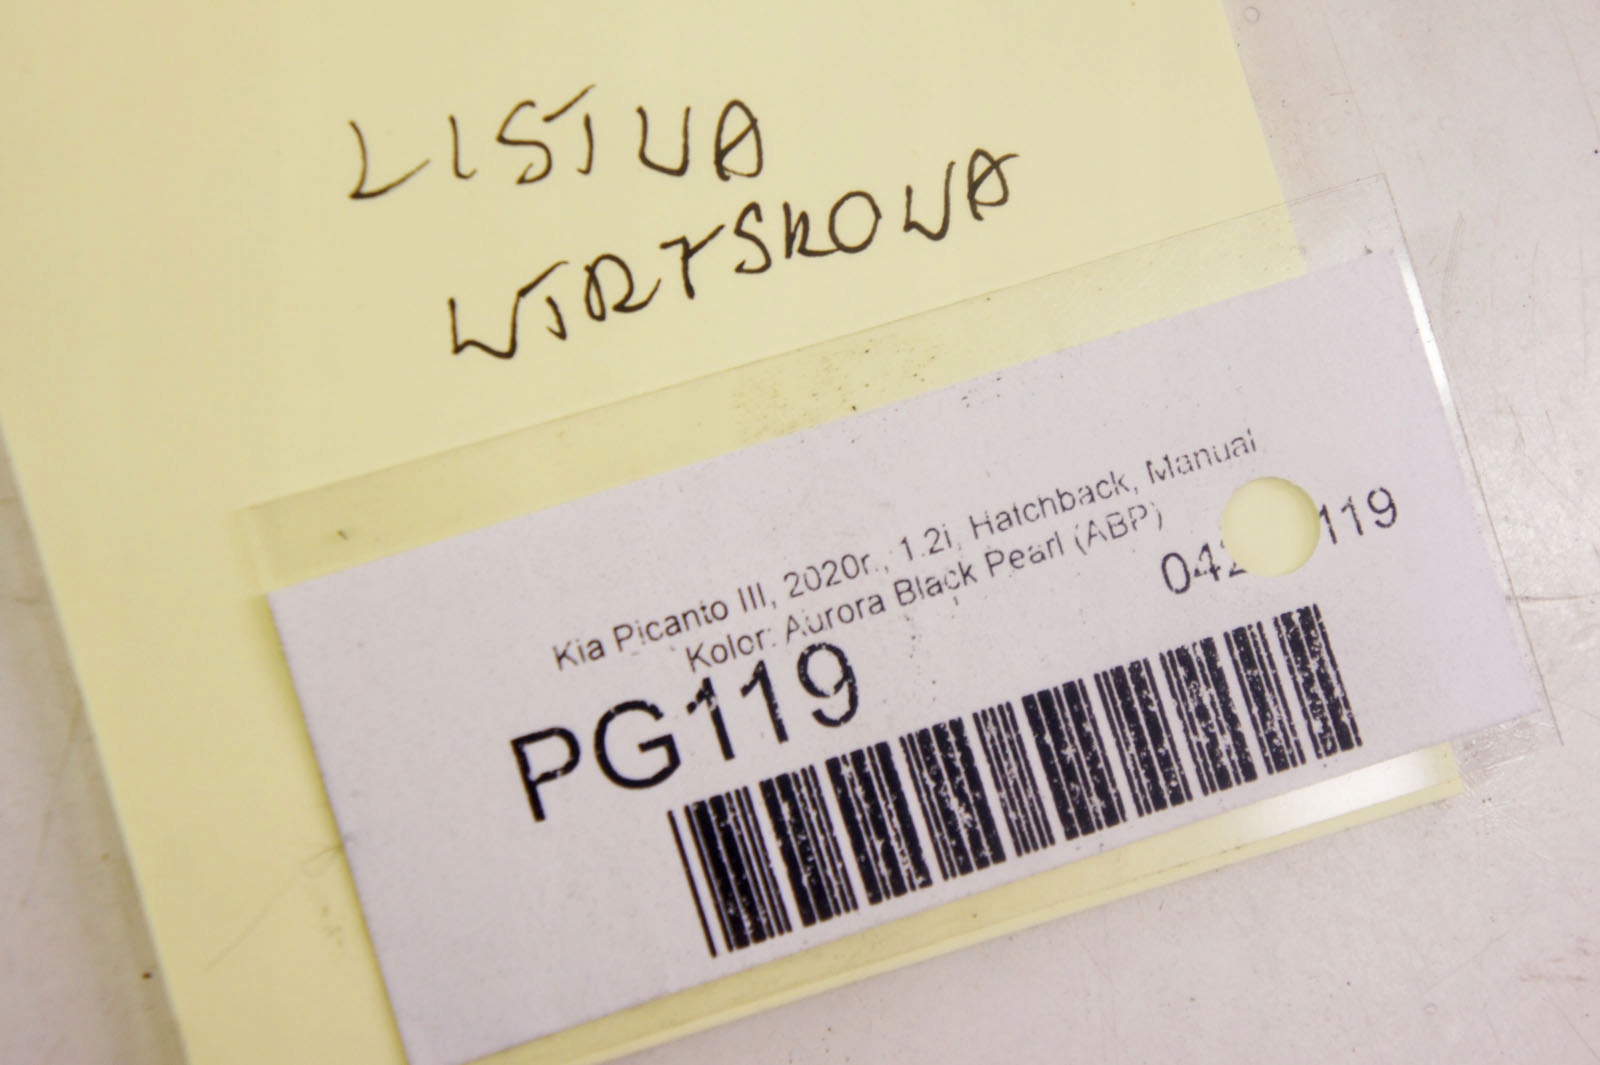 LISTWA
WTRYSKOWA
Kia Picanto III, 2020r., 1.2i, Hatchback, Manual
Kolor: Aurora Black Pearl (ABP)
PG119